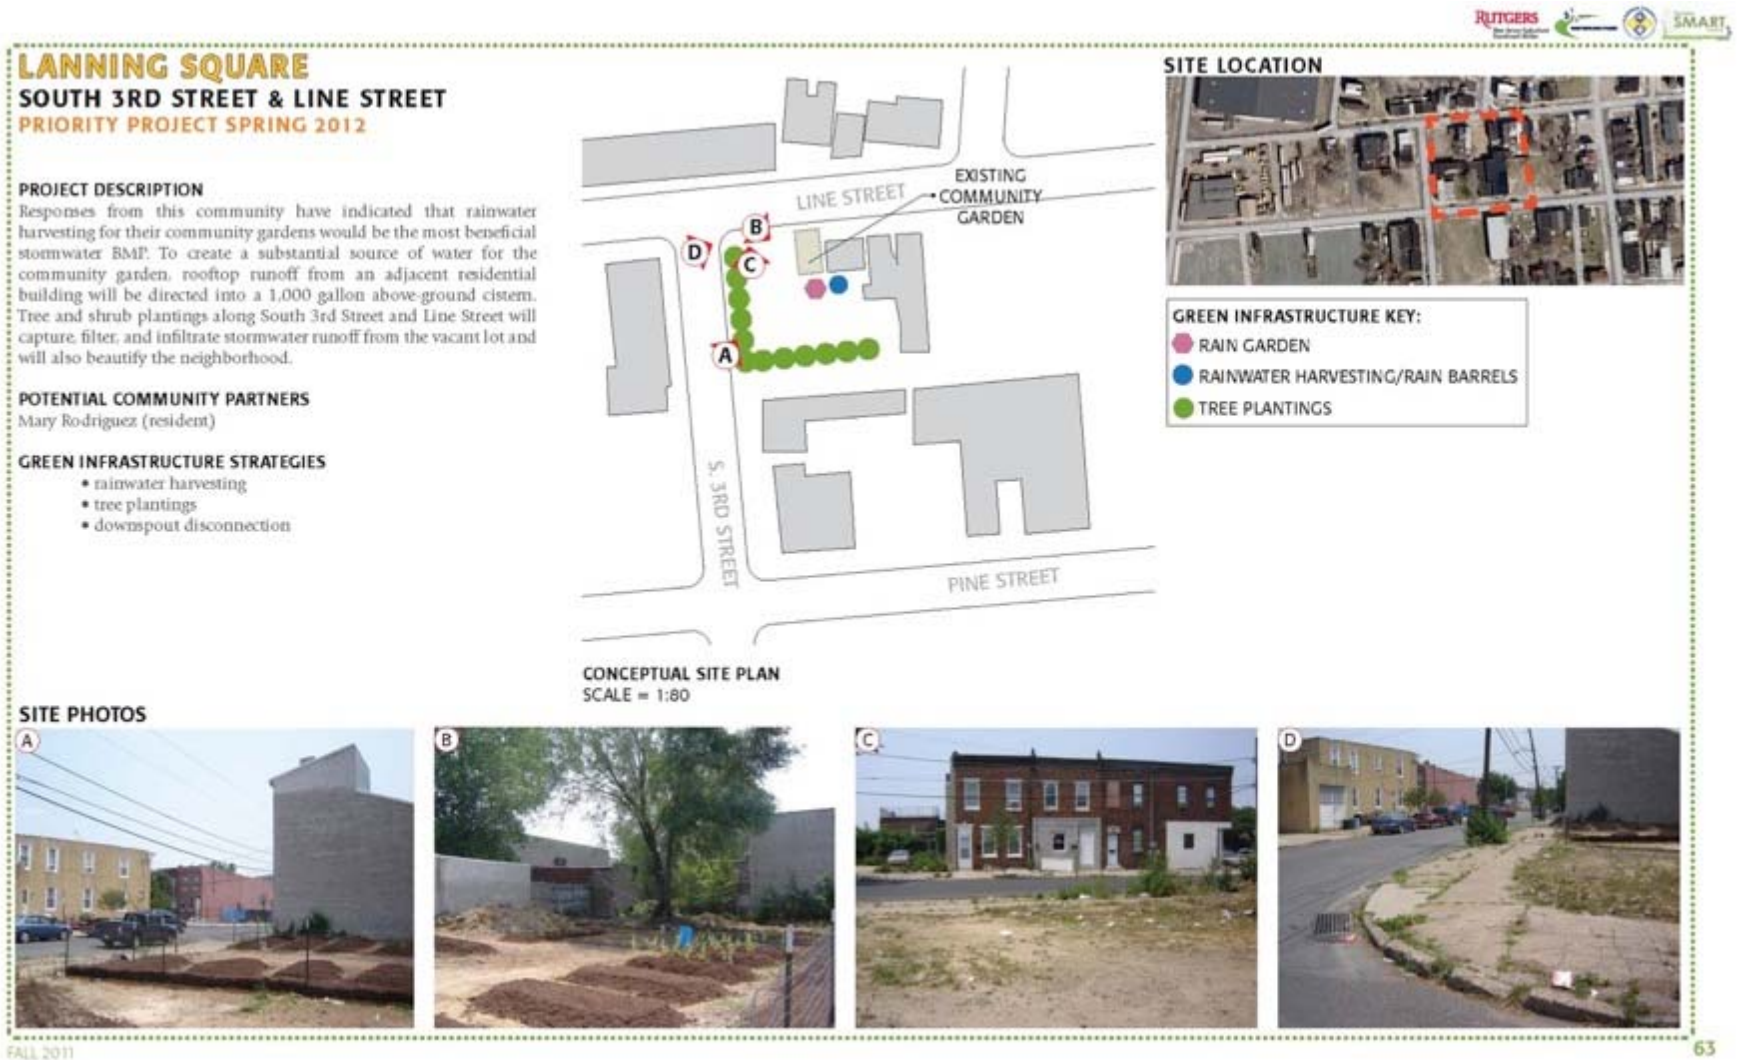 RUTGERS
SMART
LANNING SQUARE
SOUTH 3RD STREET & LINE STREET
PRIORITY PROJECT SPRING 2012
PROJECT DESCRIPTION
Responses from this community have indicated that rainwater
harvesting for their community gardens would be the most beneficial
stormwater BMP. To create a substantial source of water for the
community garden, rooftop runoff from an adjacent residential
building will be directed into a 1,000 gallon above-ground cistern.
Tree and shrub plantings along South 3rd Street and Line Street will
capture, filter, and infiltrate stormwater runoff from the vacant lot and
will also beautify the neighborhood.
POTENTIAL COMMUNITY PARTNERS
Mary Rodriguez (resident)
GREEN INFRASTRUCTURE STRATEGIES
• rainwater harvesting
• tree plantings
• downspout disconnection
LINE STREET
EXISTING
COMMUNITY
GARDEN
B
D
C
A
S. 3RD STREET
PINE STREET
CONCEPTUAL SITE PLAN
SCALE = 1:80
SITE LOCATION
GREEN INFRASTRUCTURE KEY:
RAIN GARDEN
RAINWATER HARVESTING/RAIN BARRELS
TREE PLANTINGS
SITE PHOTOS
A
B
C
D
FALL 2011
63